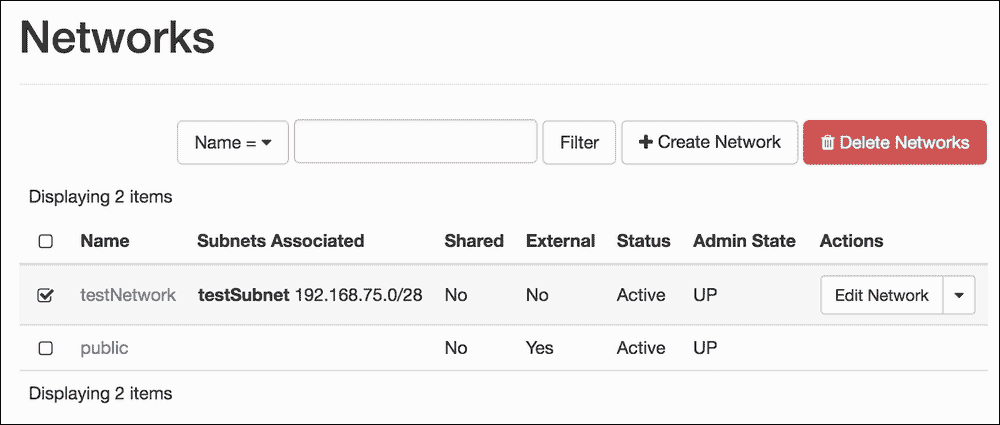 Networks
Name = Filter Create Network Delete Networks
Displaying 2 items
Name Subnets Associated Shared External Status Admin State Actions
testNetwork testSubnet 192.168.75.0/28 No No Active UP Edit Network
public No Yes Active UP
Displaying 2 items